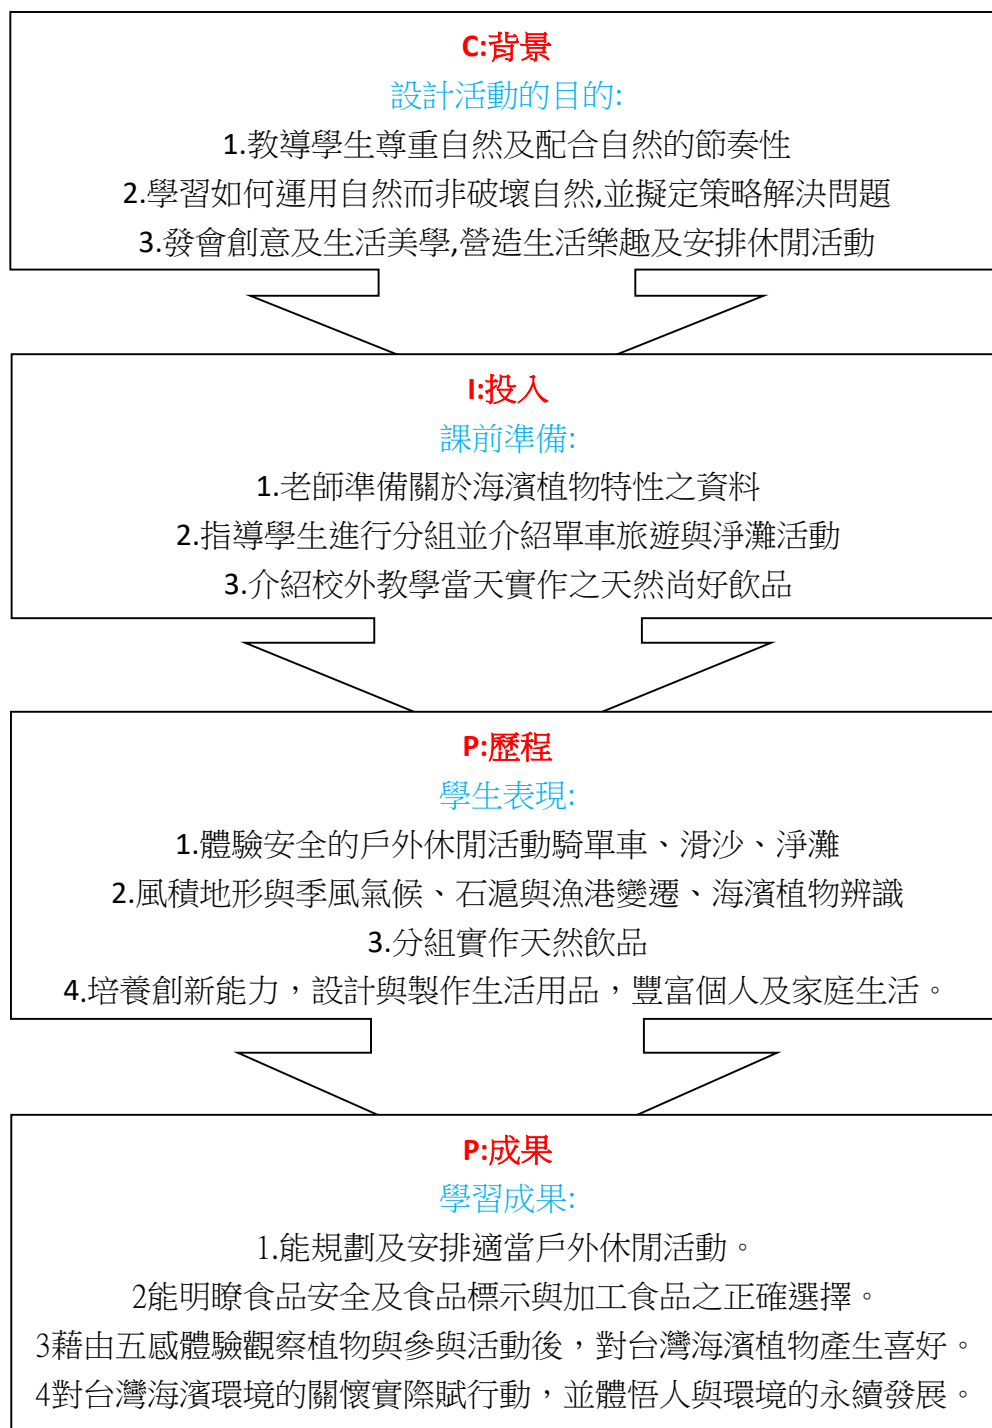 C:背景
設計活動的目的:
1.教導學生尊重自然及配合自然的節奏性
2.學習如何運用自然而非破壞自然,並擬定策略解決問題
3.發會創意及生活美學,營造生活樂趣及安排休閒活動
I:投入
課前準備:
1.老師準備關於海濱植物特性之資料
2.指導學生進行分組並介紹單車旅遊與淨灘活動
3.介紹校外教學當天實作之天然尚好飲品
P:歷程
學生表現:
1.體驗安全的戶外休閒活動騎單車、滑沙、淨灘
2.風積地形與季風氣候、石滬與漁港變遷、海濱植物辨識
3.分組實作天然飲品
4.培養創新能力，設計與製作生活用品，豐富個人及家庭生活。
P:成果
學習成果:
1.能規劃及安排適當戶外休閒活動。
2能明瞭食品安全及食品標示與加工食品之正確選擇。
3藉由五感體驗觀察植物與參與活動後，對台灣海濱植物產生喜好。
4對台灣海濱環境的關懷實際賦行動，並體悟人與環境的永續發展。